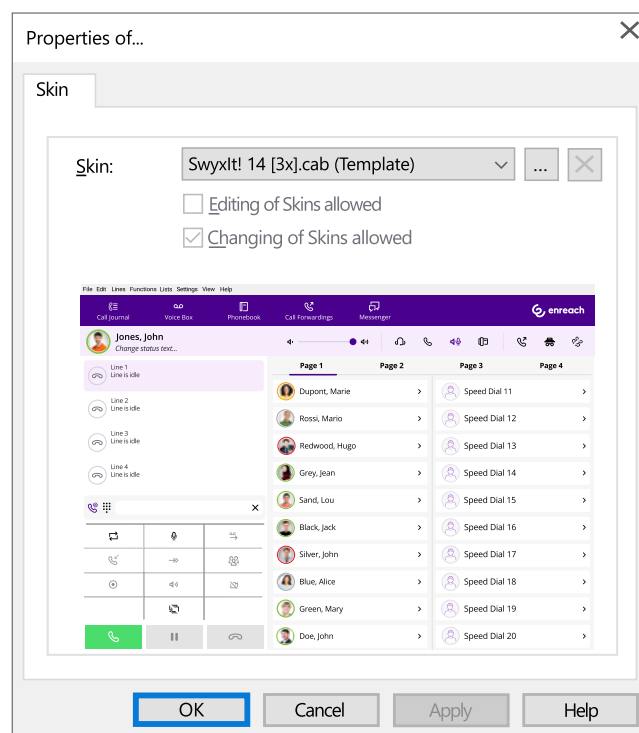 Properties of...
Skin
Skin: SwyxIt! 14 [3x].cab (Template) ...
Editing of Skins allowed
Changing of Skins allowed
File Edit Lines Functions Lists Settings View Help
Call Journal Voice Box Phonebook Call Forwardings Messenger enreach
Jones, John
Change status text...
Page 1 Page 2 Page 3 Page 4
Line 1
Line is idle
Line 2
Line is idle
Line 3
Line is idle
Line 4
Line is idle
Dupont, Marie Speed Dial 11
Rossi, Mario Speed Dial 12
Redwood, Hugo Speed Dial 13
Grey, Jean Speed Dial 14
Sand, Lou Speed Dial 15
Black, Jack Speed Dial 16
Silver, John Speed Dial 17
Blue, Alice Speed Dial 18
Green, Mary Speed Dial 19
Doe, John Speed Dial 20
OK Cancel Apply Help